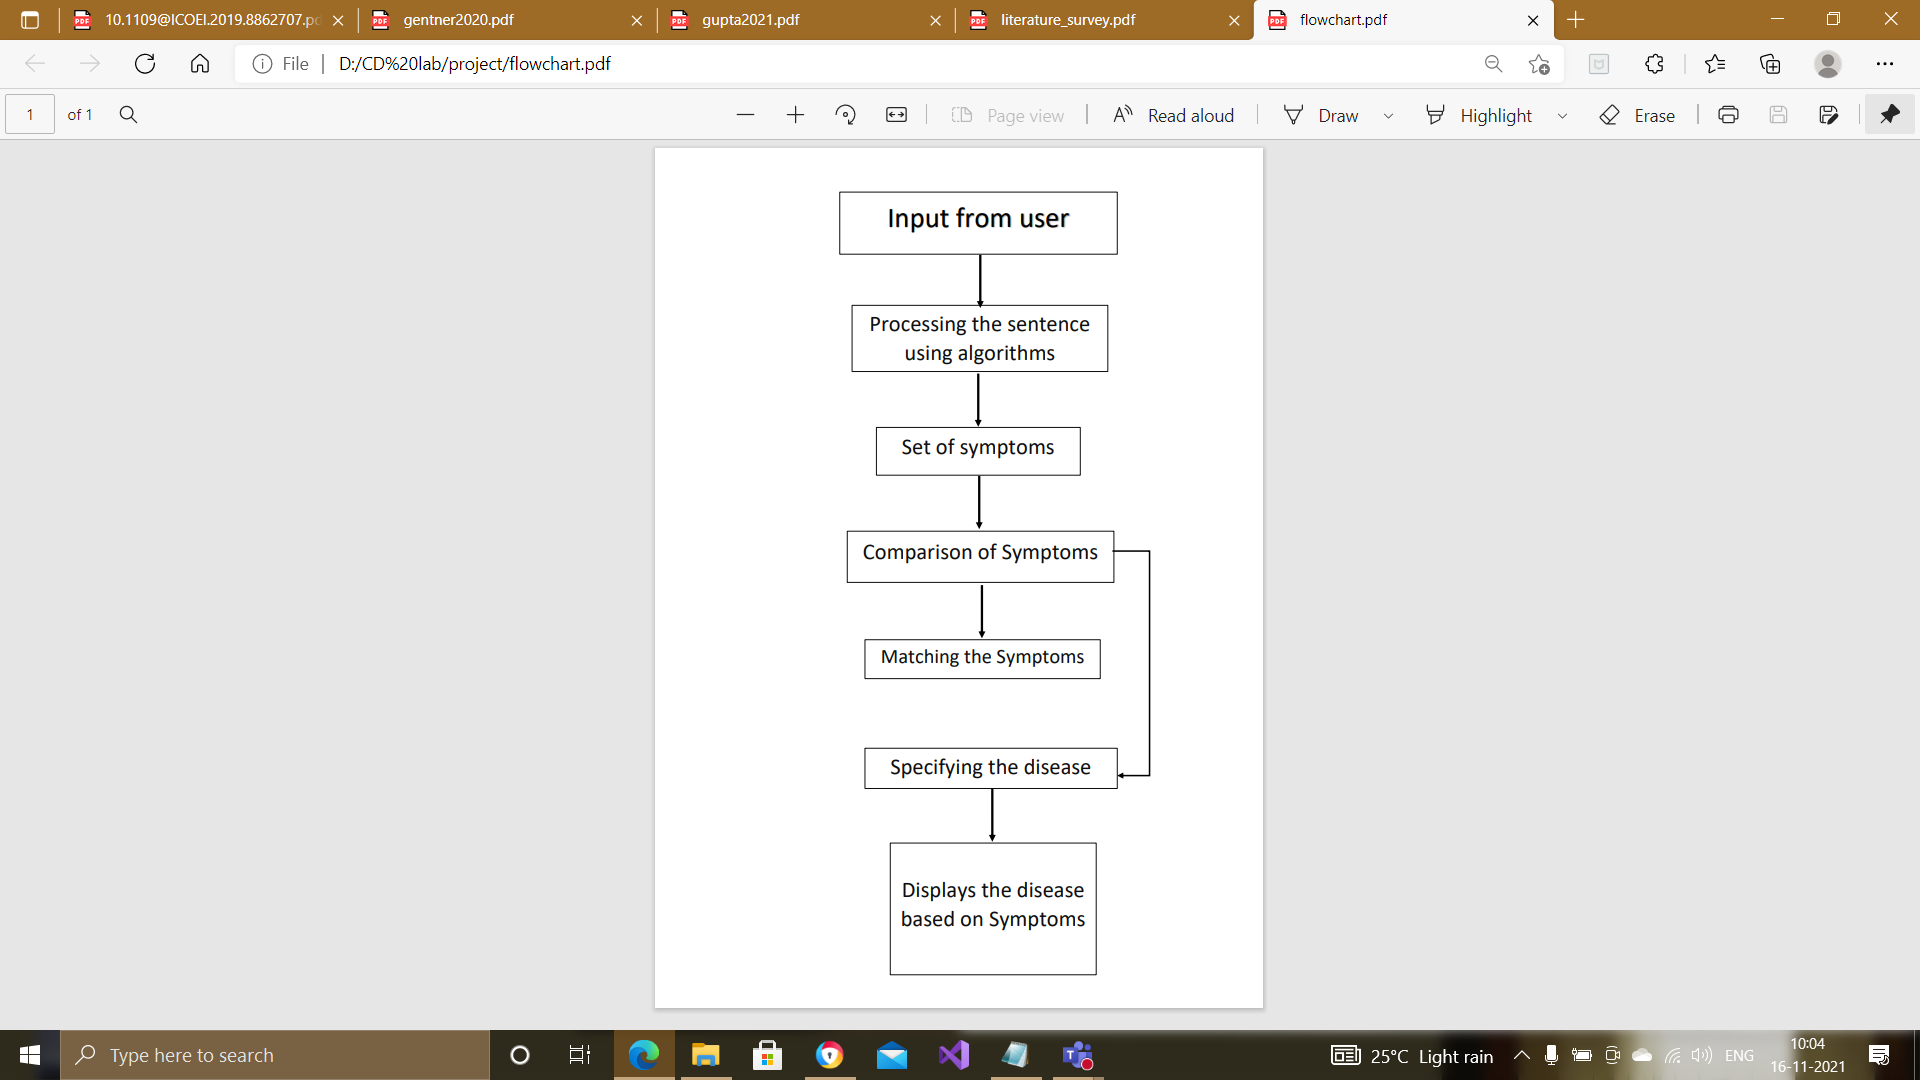 10.1109@ICOEI.2019.8862707.pd
gentner2020.pdf
gupta2021.pdf
literature_survey.pdf
flowchart.pdf
File
D:/CD%20lab/project/flowchart.pdf
1
of 1
Page view
Read aloud
Draw
Highlight
Erase
Input from user
Processing the sentence
using algorithms
Set of symptoms
Comparison of Symptoms
Matching the Symptoms
Specifying the disease
Displays the disease
based on Symptoms
Type here to search
25°C Light rain
ENG
10:04
16-11-2021